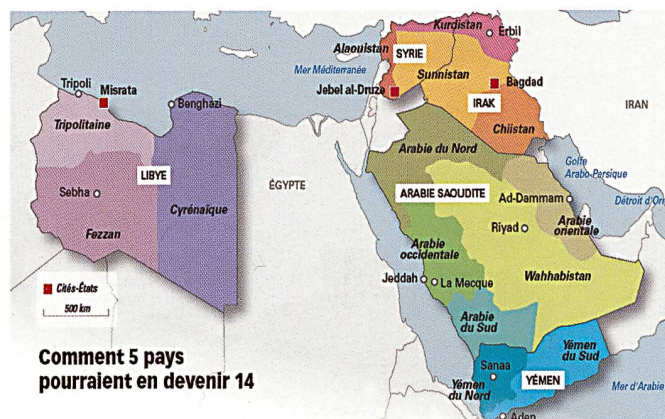 Kurdistan
Erbil
Alaouistan
SYRIE
Mer Méditerranée
Sunnistan
Tripoli
Misrata
Jebel al-Druze
Bagdad
Benghazi
IRAK
IRAN
Tripolitaine
Chiistan
Arabie du Nord
Golfe
Arabo-Persique
LIBYE
ÉGYPTE
ARABIE SAOUDITE
Ad-Dammam
Sebha
Détroit d'Or
Cyrénaïque
Riyad
Arabie
orientale
Fezzan
Arabie
occidentale
Jeddah
La Mecque
Wahhabistan
Cités-États
500 km
Arabie
du Sud
Yémen
du Sud
Comment 5 pays
pourraient en devenir 14
Sanaa
Yémen
du Nord
YÉMEN
Mer d'Arabie
Aden